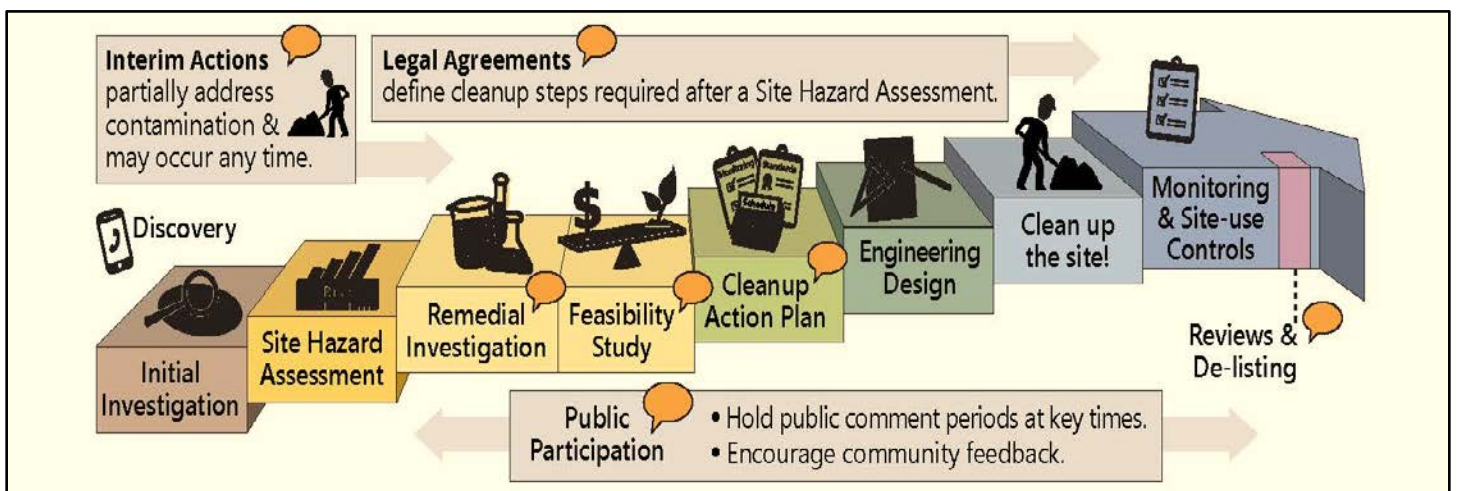 Interim Actions
partially address
contamination &
may occur any time.
Legal Agreements
define cleanup steps required after a Site Hazard Assessment.
Discovery
Initial
Investigation
Site Hazard
Assessment
Remedial
Investigation
Feasibility
Study
$
Monitoring
Standards
Schedule
Cleanup
Action Plan
Engineering
Design
Clean up
the site!
Monitoring
& Site-use
Controls
Reviews &
De-listing
Public
Participation
• Hold public comment periods at key times.
• Encourage community feedback.